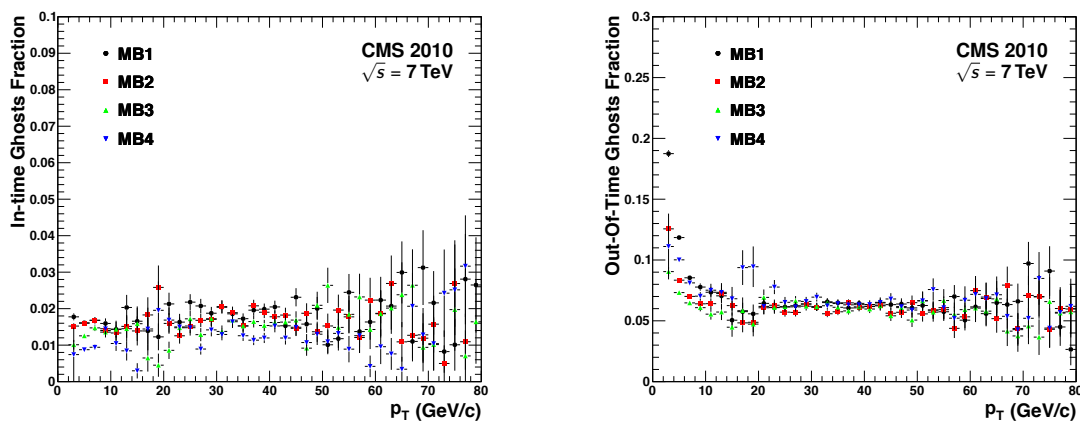 In-time Ghosts Fraction
0.1
0.09
0.08
0.07
0.06
0.05
0.04
0.03
0.02
0.01
0
MB1
MB2
MB3
MB4
CMS 2010
√s = 7 TeV
0 10 20 30 40 50 60 70 80
p_T (GeV/c)
Out-Of-Time Ghosts Fraction
0.3
0.25
0.2
0.15
0.1
0.05
0
MB1
MB2
MB3
MB4
CMS 2010
√s = 7 TeV
0 10 20 30 40 50 60 70 80
p_T (GeV/c)